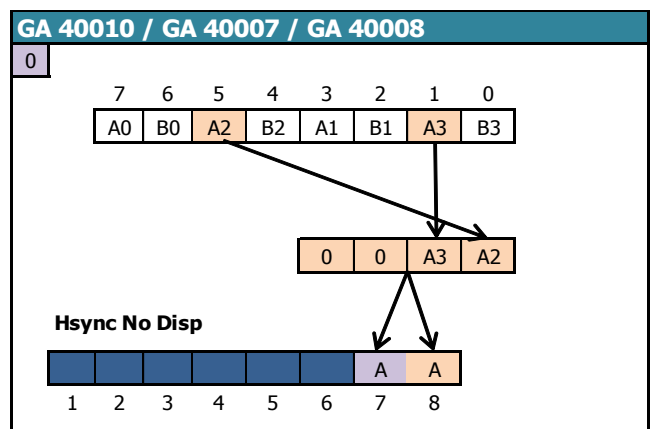 GA 40010 / GA 40007 / GA 40008
0
7 6 5 4 3 2 1 0
A0 B0 A2 B2 A1 B1 A3 B3
0 0 A3 A2
Hsync No Disp
A A
1 2 3 4 5 6 7 8